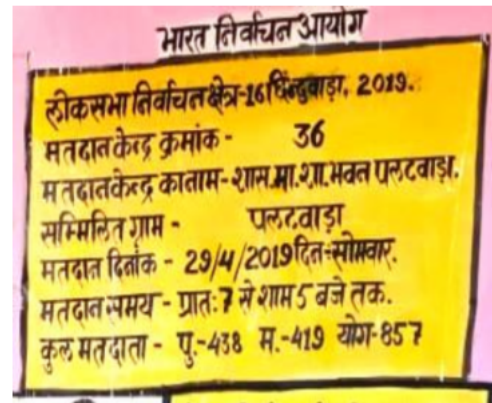 भारत निर्वाचन आयोग
लोकसभा निर्वाचन क्षेत्र-16 छिन्दवाड़ा, 2019.
मतदान केन्द्र क्रमांक - 36
मतदान केन्द्र का नाम - शास.मा.शा.भवन पलटवाड़ा.
सम्मिलित ग्राम - पलटवाड़ा
मतदान दिनांक - 29/4/2019 दिन-सोमवार.
मतदान समय - प्रातः 7 से शाम 5 बजे तक.
कुल मतदाता - पु.-438 म.-419 योग-857